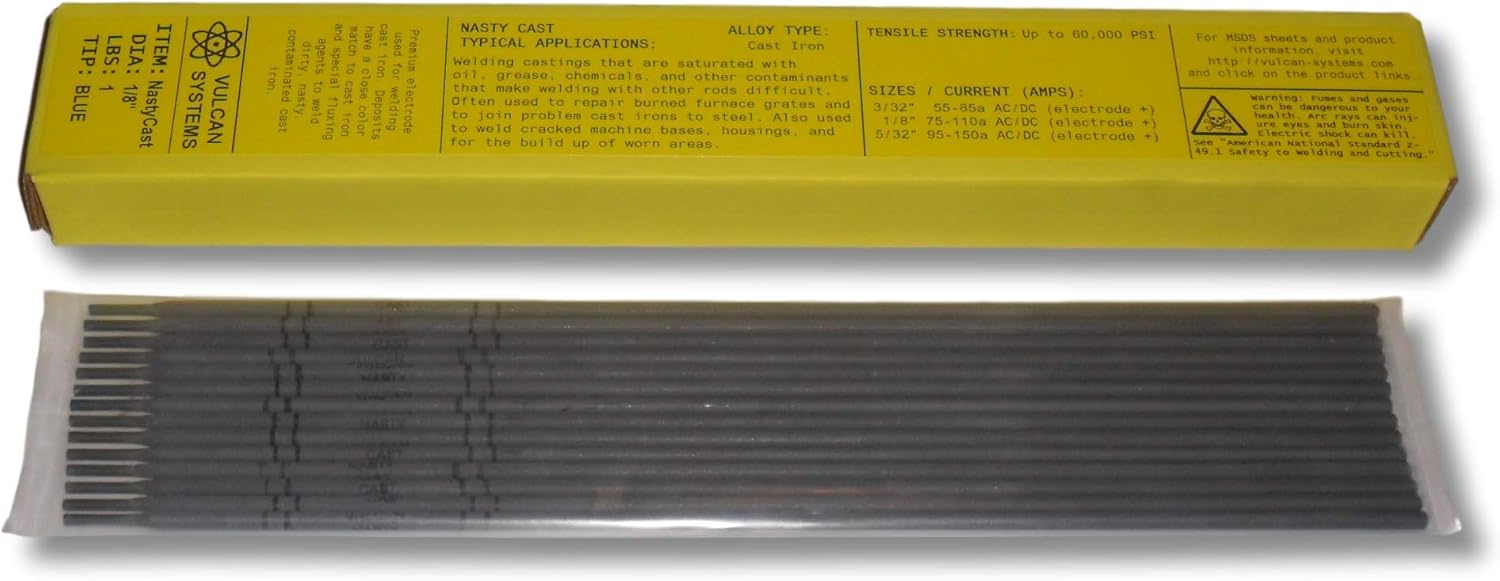 VULCAN
SYSTEMS
ITEM: NastyCast
DIA: 1/8"
LBS: 1
TIP: BLUE
Premium electrode
used for welding
cast iron. Deposits
have a close color
match to cast iron
and special fluxing
agents to weld
dirty, nasty,
contaminated cast
iron.
NASTY CAST
TYPICAL APPLICATIONS:
ALLOY TYPE:
Cast Iron
Welding castings that are saturated with
oil, grease, chemicals, and other contaminants
that make welding with other rods difficult.
Often used to repair burned furnace grates and
to join problem cast irons to steel. Also used
to weld cracked machine bases, housings, and
for the build up of worn areas.
TENSILE STRENGTH: Up to 60,000 PSI
SIZES / CURRENT (AMPS):
3/32" 55-85a AC/DC (electrode +)
1/8" 75-110a AC/DC (electrode +)
5/32" 95-150a AC/DC (electrode +)
For MSDS sheets and product
information, visit
http://vulcan-systems.com
and click on the product links
Warning: Fumes and gases
can be dangerous to your
health. Arc rays can inj-
ure eyes and burn skin.
Electric shock can kill.
See "American National Standard Z-
49.1 Safety to Welding and Cutting."
CAST
NASTY
NASTY
CAST